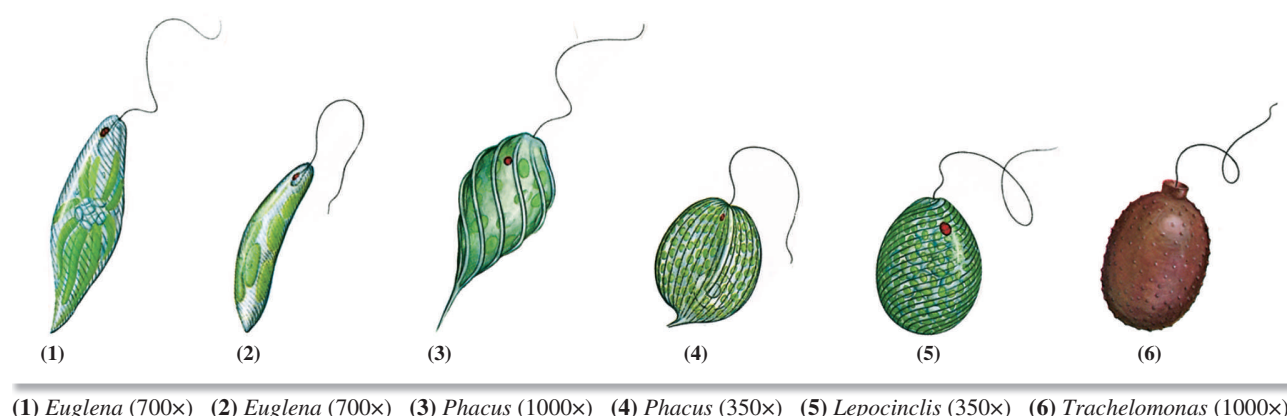 (1) (2) (3) (4) (5) (6)
(1) Euglena (700×) (2) Euglena (700×) (3) Phacus (1000×) (4) Phacus (350×) (5) Lepocinclis (350×) (6) Trachelomonas (1000×